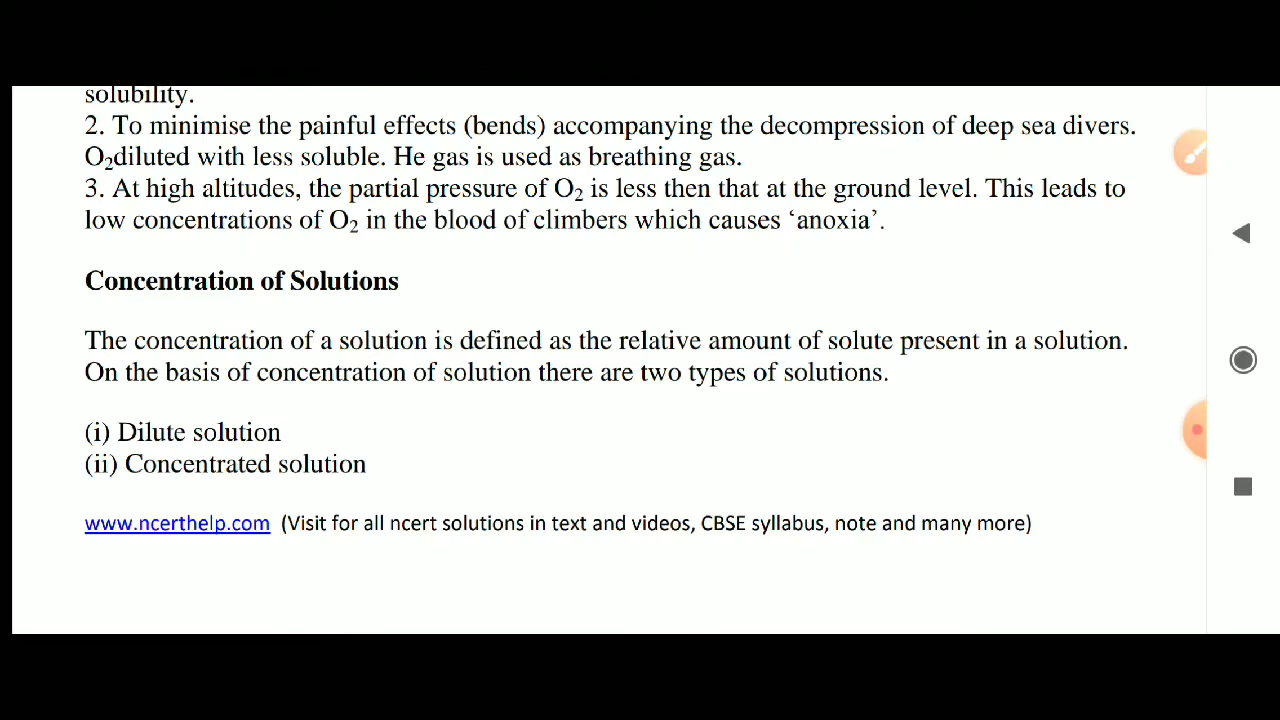 solubility.
2. To minimise the painful effects (bends) accompanying the decompression of deep sea divers.
O₂diluted with less soluble. He gas is used as breathing gas.
3. At high altitudes, the partial pressure of O₂ is less then that at the ground level. This leads to
low concentrations of O₂ in the blood of climbers which causes ‘anoxia’.
Concentration of Solutions
The concentration of a solution is defined as the relative amount of solute present in a solution.
On the basis of concentration of solution there are two types of solutions.
(i) Dilute solution
(ii) Concentrated solution
www.ncerthelp.com (Visit for all ncert solutions in text and videos, CBSE syllabus, note and many more)